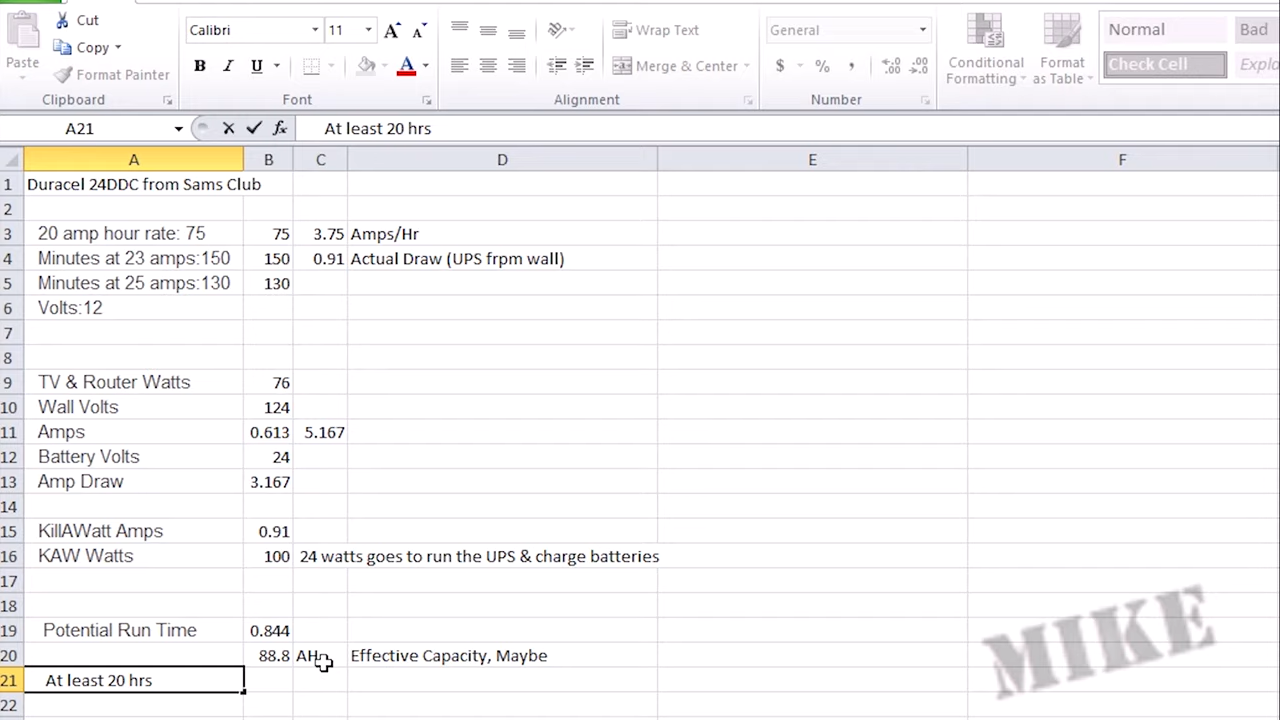 Cut
Calibri 11 A A Wrap Text General Normal Bad
Copy
Paste Format Painter B I U A Merge & Center $ % , .00 .0 Conditional Formatting Format as Table Check Cell
Clipboard Font Alignment Number
A21 fx At least 20 hrs
A B C D E F
1 Duracel 24DDC from Sams Club
2
3 20 amp hour rate: 75 75 3.75 Amps/Hr
4 Minutes at 23 amps:150 150 0.91 Actual Draw (UPS frpm wall)
5 Minutes at 25 amps:130 130
6 Volts:12
7
8
9 TV & Router Watts 76
10 Wall Volts 124
11 Amps 0.613 5.167
12 Battery Volts 24
13 Amp Draw 3.167
14
15 KillAWatt Amps 0.91
16 KAW Watts 100 24 watts goes to run the UPS & charge batteries
17
18
19 Potential Run Time 0.844
20 88.8 AH Effective Capacity, Maybe
21 At least 20 hrs
22
MIKE